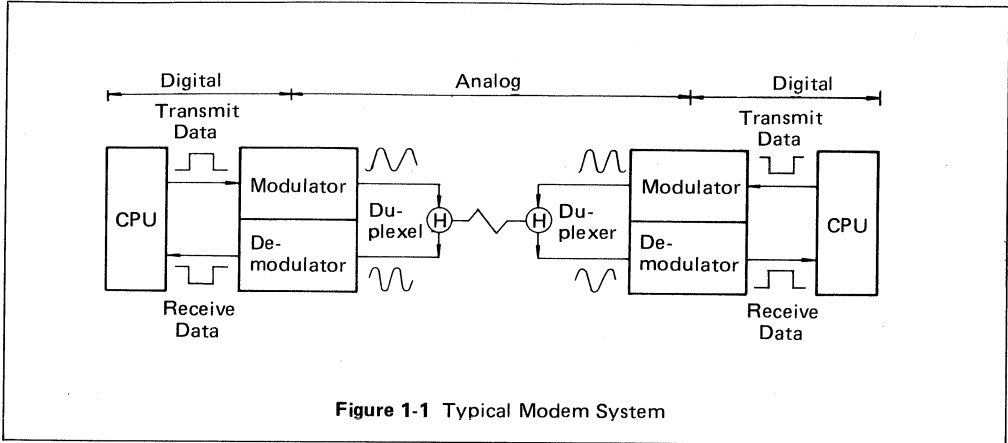 Digital
Analog
Digital
Transmit
Data
Transmit
Data
CPU
Modulator
De-
modulator
Du-
plexel
H
H
Du-
plexer
Modulator
De-
modulator
CPU
Receive
Data
Receive
Data
Figure 1-1 Typical Modem System